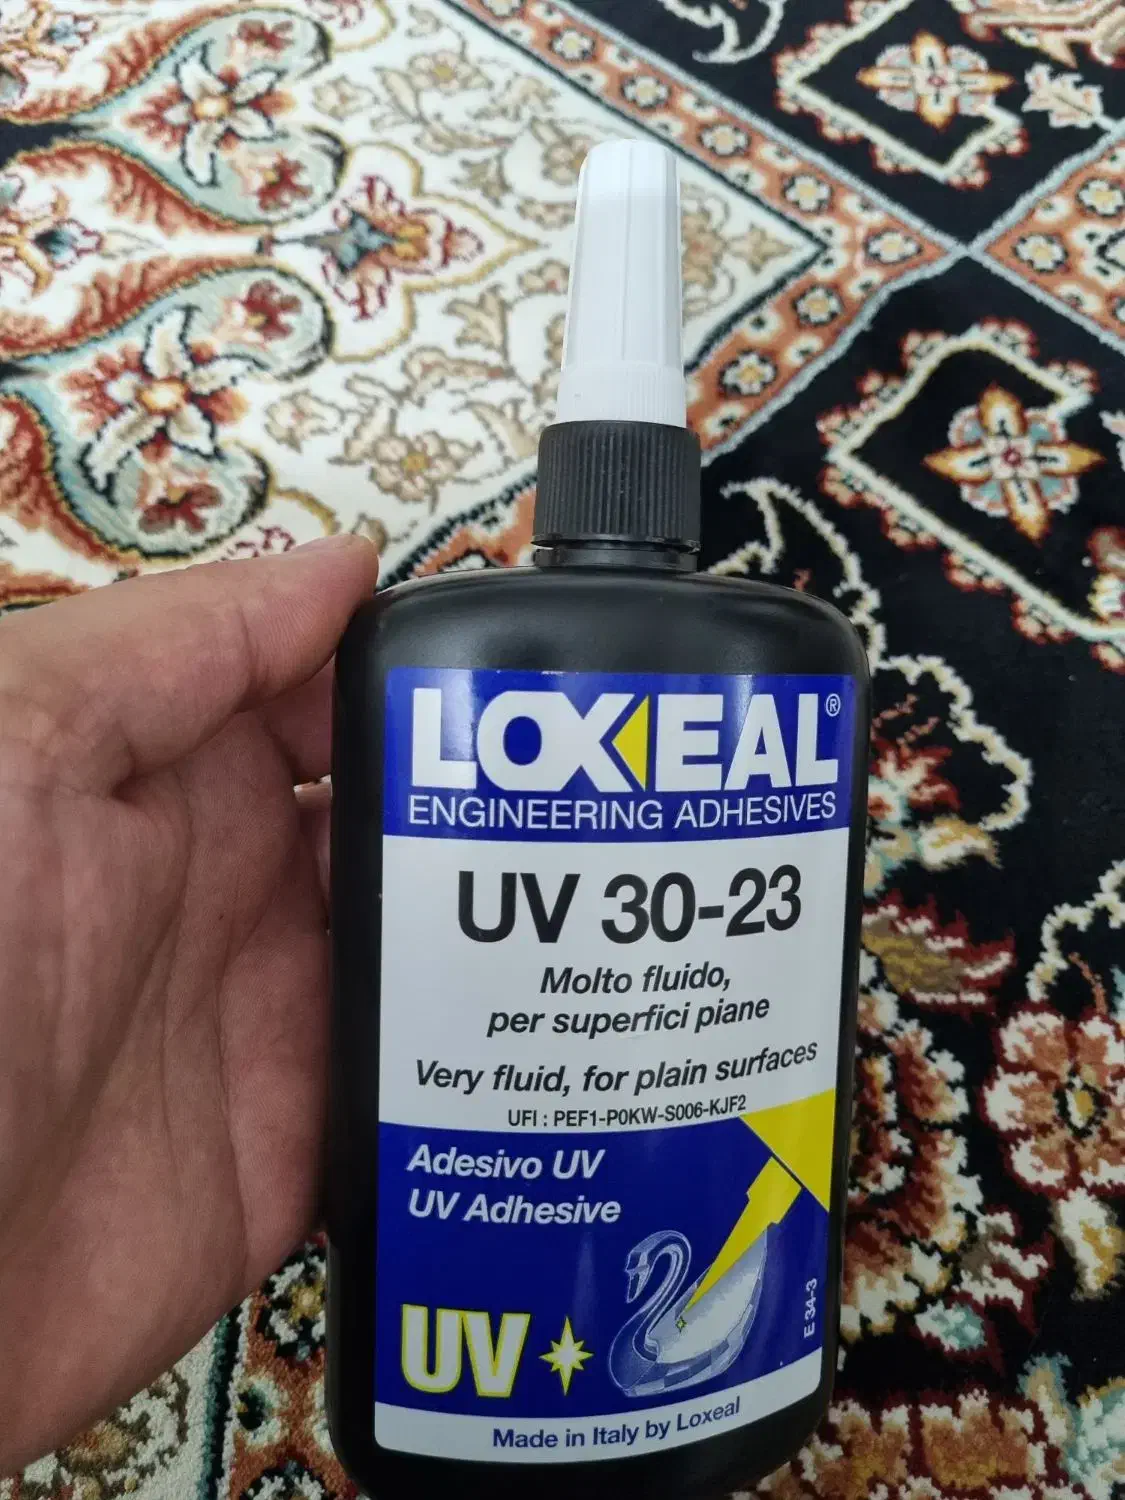 LOXEAL®
ENGINEERING ADHESIVES
UV 30-23
Molto fluido,
per superfici piane
Very fluid, for plain surfaces
UFI : PEF1-P0KW-S006-KJF2
Adesivo UV
UV Adhesive
UV
E 34-3
Made in Italy by Loxeal